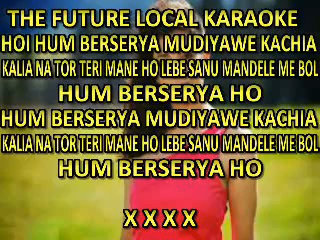 THE FUTURE LOCAL KARAOKE
HOI HUM BERSERYA MUDIYAWE KACHIA
KALIA NA TOR TERI MANE HO LEBE SANU MANDELE ME BOL
HUM BERSERYA HO
HUM BERSERYA MUDIYAWE KACHIA
KALIA NA TOR TERI MANE HO LEBE SANU MANDELE ME BOL
HUM BERSERYA HO
X X X X